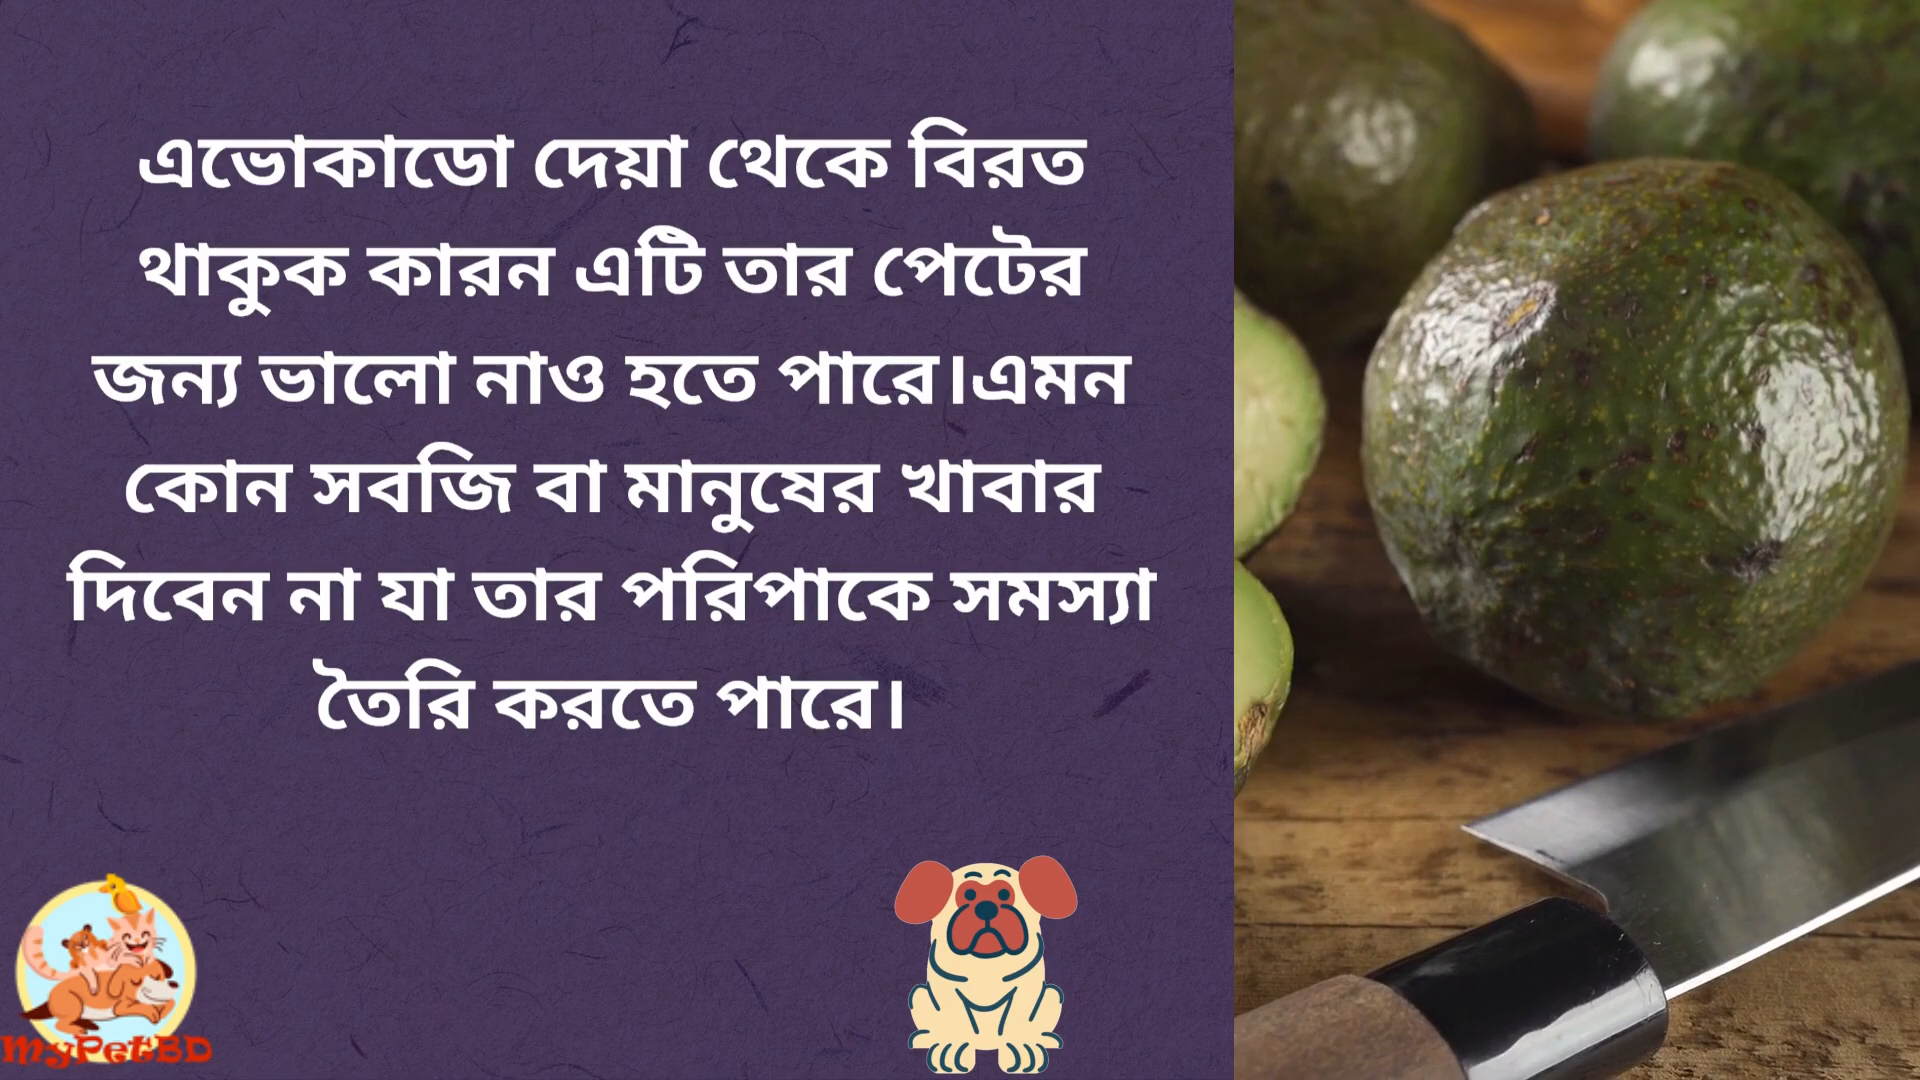 এভোকাডো দেয়া থেকে বিরত
থাকুক কারন এটি তার পেটের
জন্য ভালো নাও হতে পারে।এমন
কোন সবজি বা মানুষের খাবার
দিবেন না যা তার পরিপাকে সমস্যা
তৈরি করতে পারে।
MyPetBD